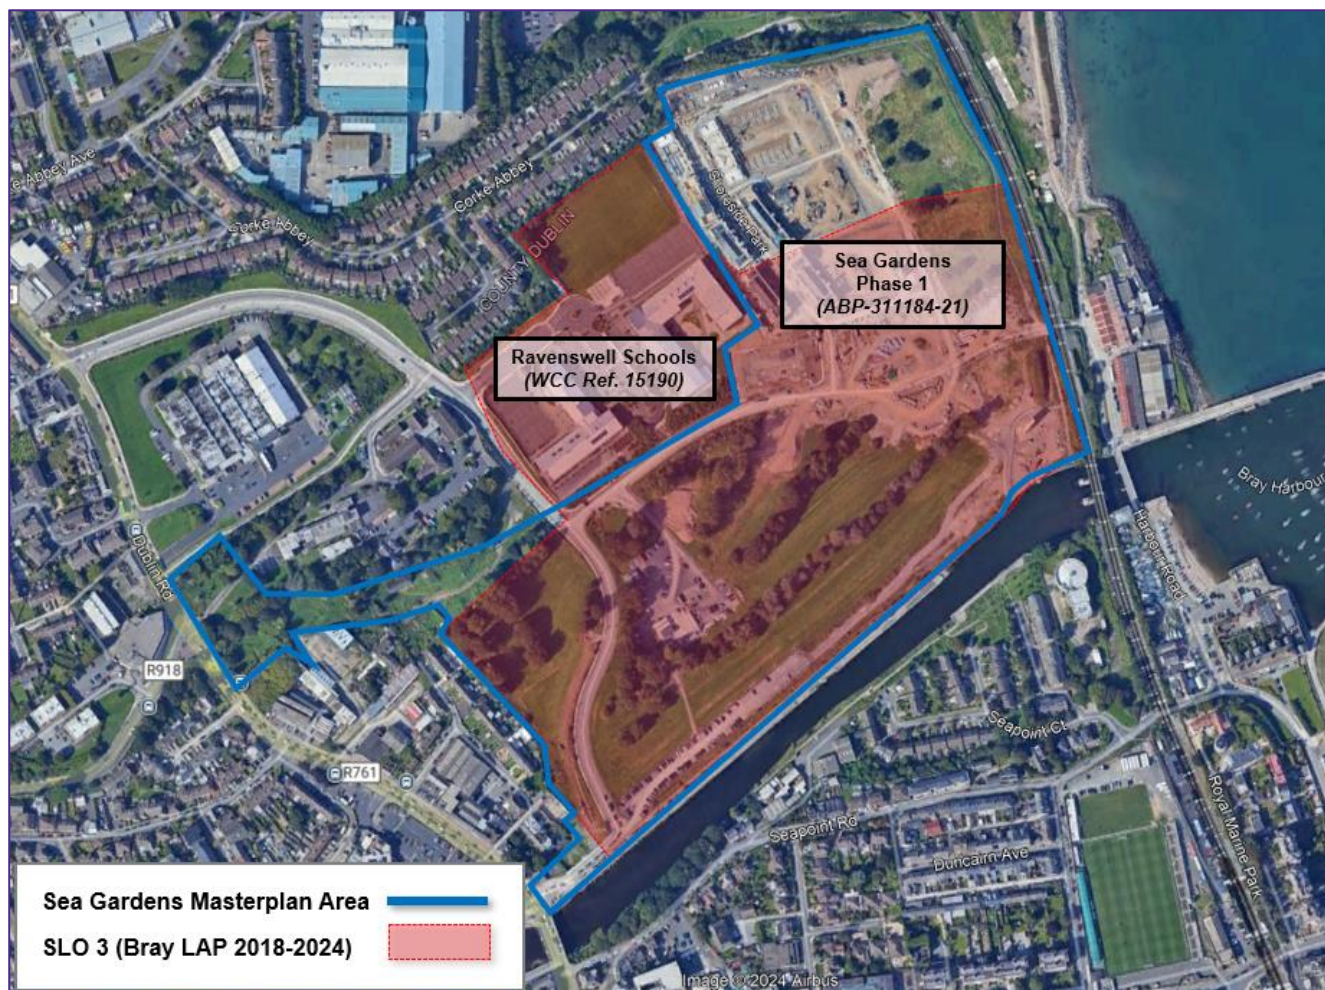 e Abbey Ave
Corke Abbey
Corke Abbey
COUNTY DUBLIN
Shoreside Park
Sea Gardens
Phase 1
(ABP-311184-21)
Ravenswell Schools
(WCC Ref. 15190)
Bray Harbour
Harbour Road
Dublin Rd
R918
R761
Seapoint Ct
Seapoint Rd
Duncairn Ave
Royal Marine Park
Sea Gardens Masterplan Area
SLO 3 (Bray LAP 2018-2024)
Image © 2024 Airbus